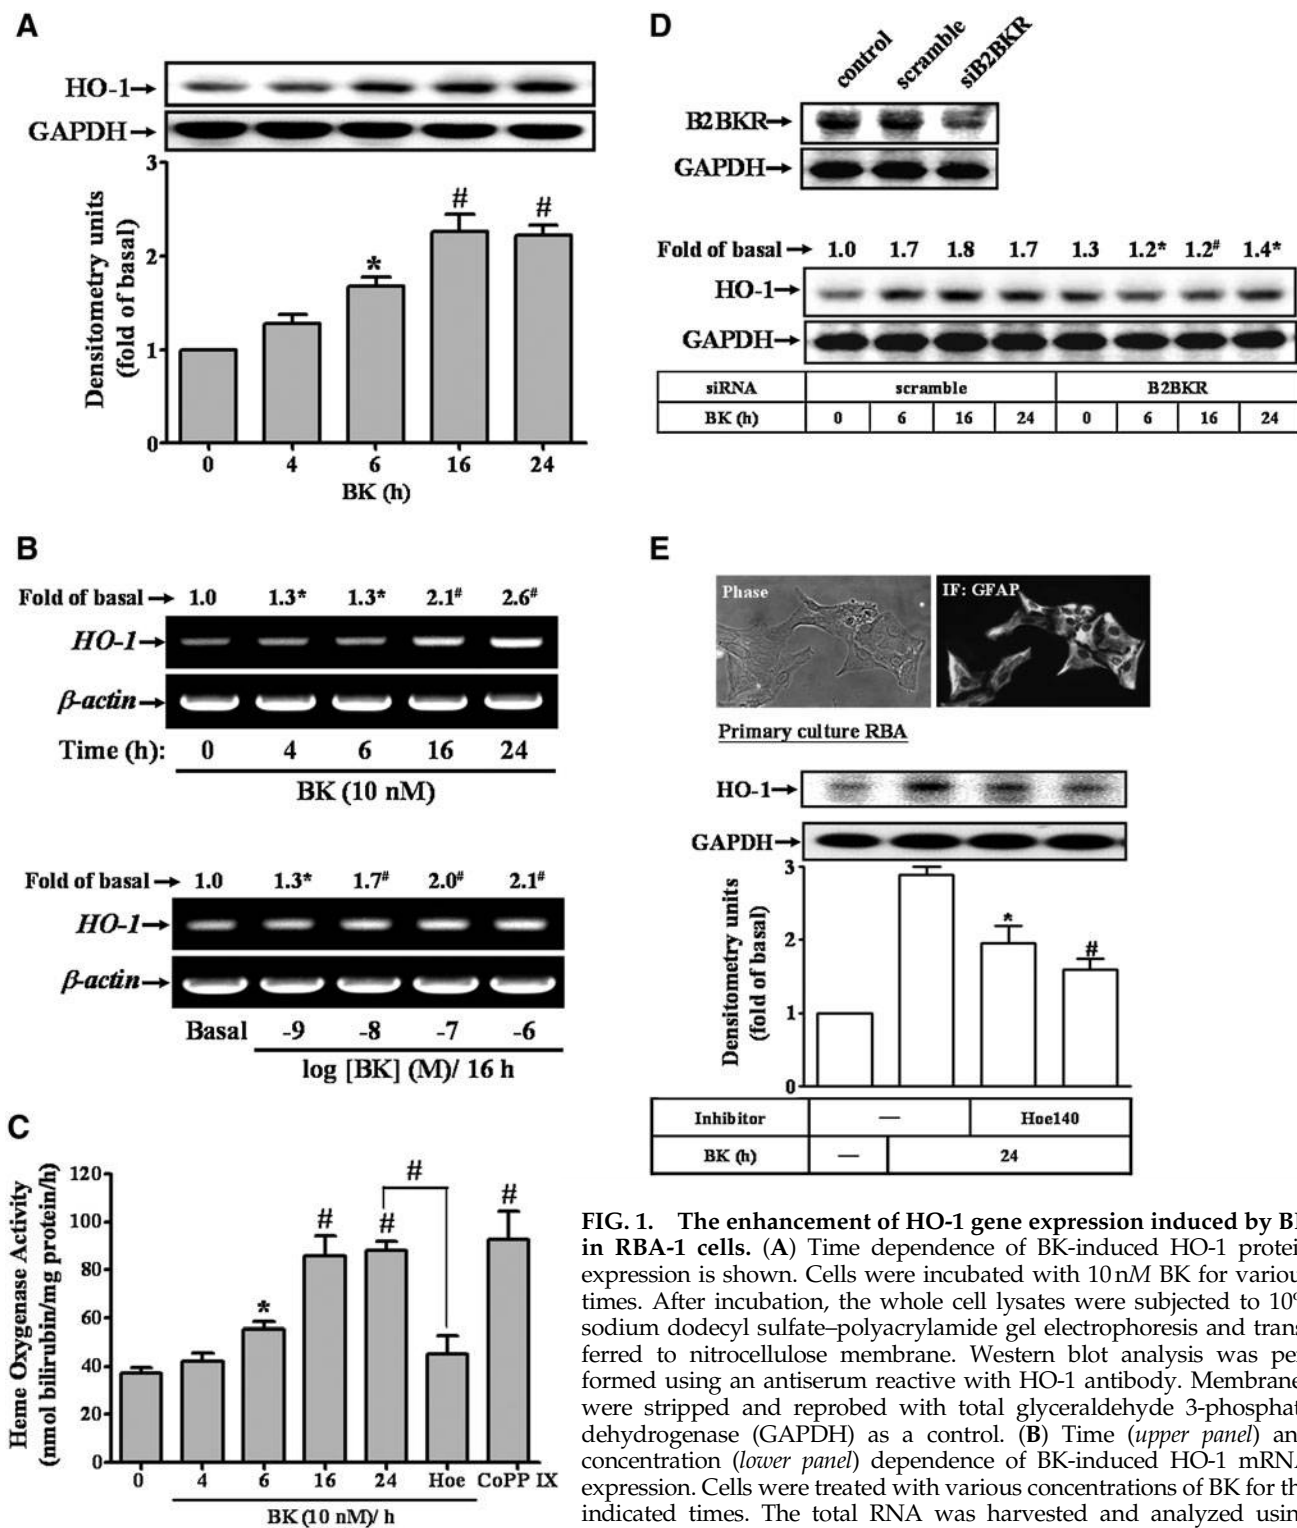 A
HO-1
GAPDH
3
2
1
0
Densitometry units
(fold of basal)
* # #
0 4 6 16 24
BK (h)
B
Fold of basal 1.0 1.3* 1.3* 2.1# 2.6#
HO-1
β-actin
Time (h): 0 4 6 16 24
BK (10 nM)
Fold of basal 1.0 1.3* 1.7# 2.0# 2.1#
HO-1
β-actin
Basal -9 -8 -7 -6
log [BK] (M)/ 16 h
C
Heme Oxygenase Activity
(nmol bilirubin/mg protein/h)
120
100
80
60
40
20
0
* # # # #
0 4 6 16 24 Hoe CoPP IX
BK (10 nM)/ h
D
control scramble siB2BKR
B2BKR
GAPDH
Fold of basal 1.0 1.7 1.8 1.7 1.3 1.2* 1.2# 1.4*
HO-1
GAPDH
siRNA scramble B2BKR
BK (h) 0 6 16 24 0 6 16 24
E
Phase IF: GFAP
Primary culture RBA
HO-1
GAPDH
3
2
1
0
Densitometry units
(fold of basal)
* #
Inhibitor — Hoe140
BK (h) — 24
FIG. 1. The enhancement of HO-1 gene expression induced by
in RBA-1 cells. (A) Time dependence of BK-induced HO-1 protei
expression is shown. Cells were incubated with 10 nM BK for variou
times. After incubation, the whole cell lysates were subjected to
sodium dodecyl sulfate–polyacrylamide gel electrophoresis and trans
ferred to nitrocellulose membrane. Western blot analysis was per
formed using an antiserum reactive with HO-1 antibody. Membrane
were stripped and reprobed with total glyceraldehyde 3-phosphat
dehydrogenase (GAPDH) as a control. (B) Time (upper panel) an
concentration (lower panel) dependence of BK-induced HO-1 mRNA
expression. Cells were treated with various concentrations of BK for th
indicated times. The total RNA was harvested and analyzed usin